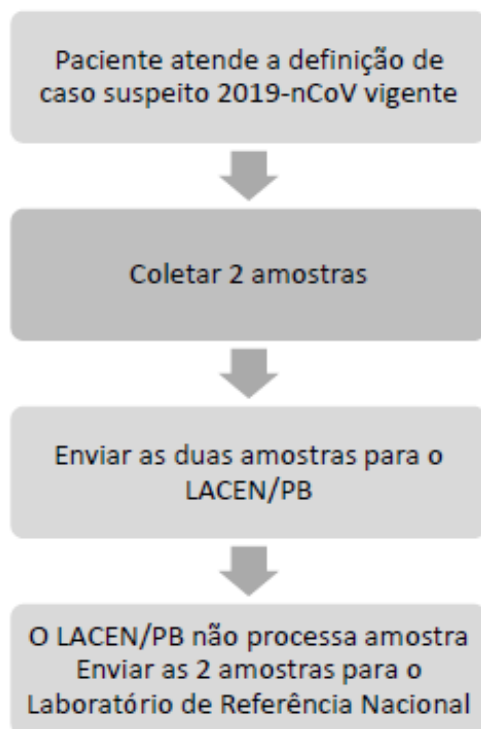 Paciente atende a definição de
caso suspeito 2019-nCoV vigente
Coletar 2 amostras
Enviar as duas amostras para o
LACEN/PB
O LACEN/PB não processa amostra
Enviar as 2 amostras para o
Laboratório de Referência Nacional